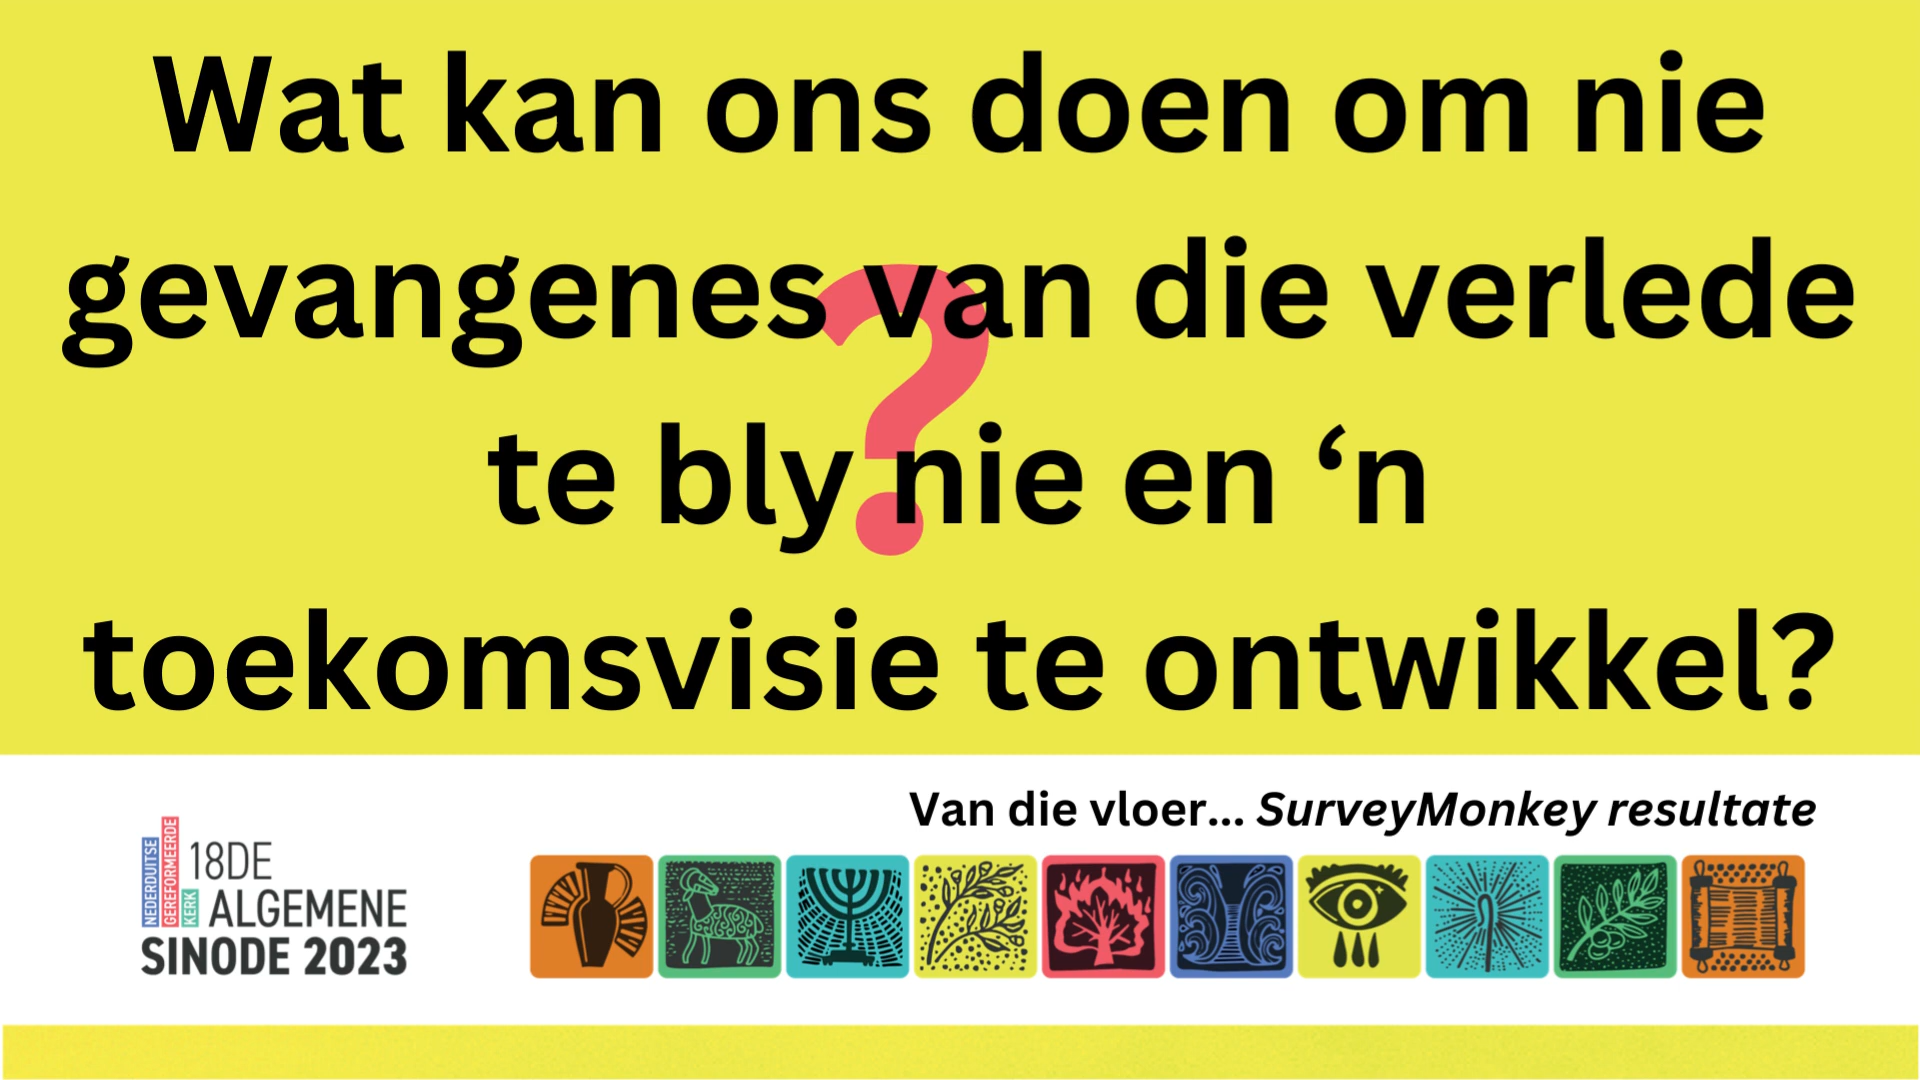 Wat kan ons doen om nie
gevangenes van die verlede
te bly nie en ‘n
toekomsvisie te ontwikkel?
?
Van die vloer... SurveyMonkey resultate
NEDERDUITSE
GEREFORMEERDE
KERK
18DE
ALGEMENE
SINODE 2023